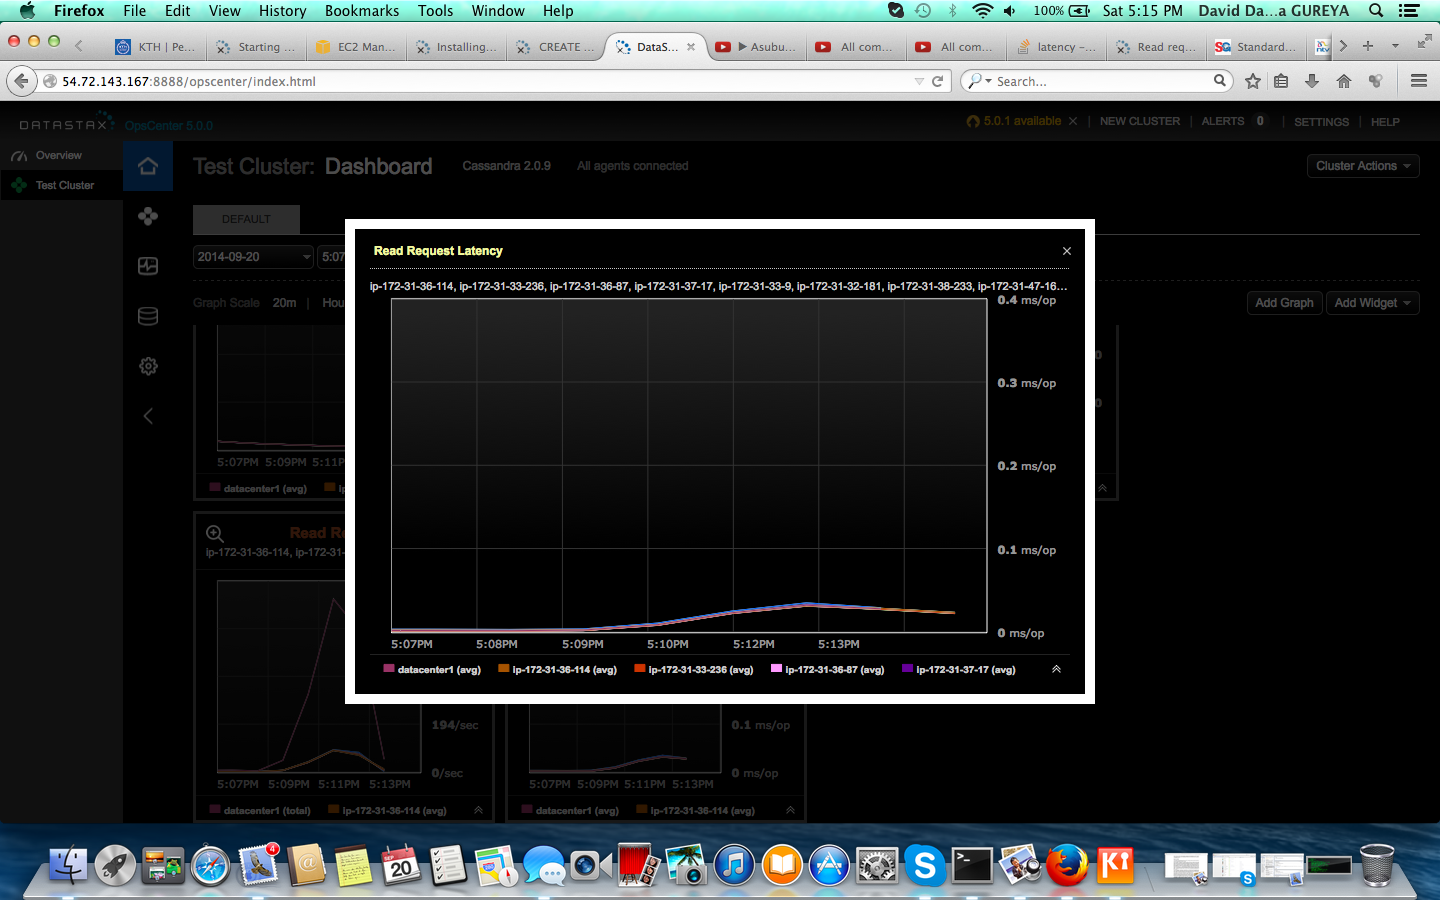 Firefox File Edit View History Bookmarks Tools Window Help 100% Sat 5:15 PM David Da...a GUREYA
KTH | Pe... Starting ... EC2 Man... Installing... CREATE ... DataS... Asubu... All com... All com... latency -... Read req... SG Standard... ntv
54.72.143.167:8888/opscenter/index.html Search...
DATASTAX OpsCenter 5.0.0 5.0.1 available × | NEW CLUSTER | ALERTS 0 | SETTINGS | HELP
Overview
Test Cluster
Test Cluster: Dashboard Cassandra 2.0.9 All agents connected Cluster Actions
DEFAULT
2014-09-20 5:07
Graph Scale 20m | Hou
Add Graph Add Widget
Read Request Latency ×
ip-172-31-36-114, ip-172-31-33-236, ip-172-31-36-87, ip-172-31-37-17, ip-172-31-33-9, ip-172-31-32-181, ip-172-31-38-233, ip-172-31-47-16...
0.4 ms/op
0.3 ms/op
0.2 ms/op
0.1 ms/op
0 ms/op
5:07PM 5:08PM 5:09PM 5:10PM 5:12PM 5:13PM
datacenter1 (avg) ip-172-31-36-114 (avg) ip-172-31-33-236 (avg) ip-172-31-36-87 (avg) ip-172-31-37-17 (avg)
0
0
5:07PM 5:09PM 5:11P
datacenter1 (avg) ip
Read Re
ip-172-31-36-114, ip-172-31-
194/sec
0/sec
5:07PM 5:09PM 5:11PM 5:13PM
datacenter1 (total) ip-172-31-36-114 (avg)
0.1 ms/op
0 ms/op
5:07PM 5:09PM 5:11PM 5:13PM
datacenter1 (avg) ip-172-31-36-114 (avg)
4
SEP
20